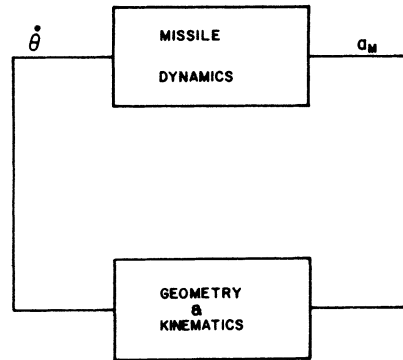 θ̇
MISSILE
DYNAMICS
a_M
GEOMETRY
&
KINEMATICS